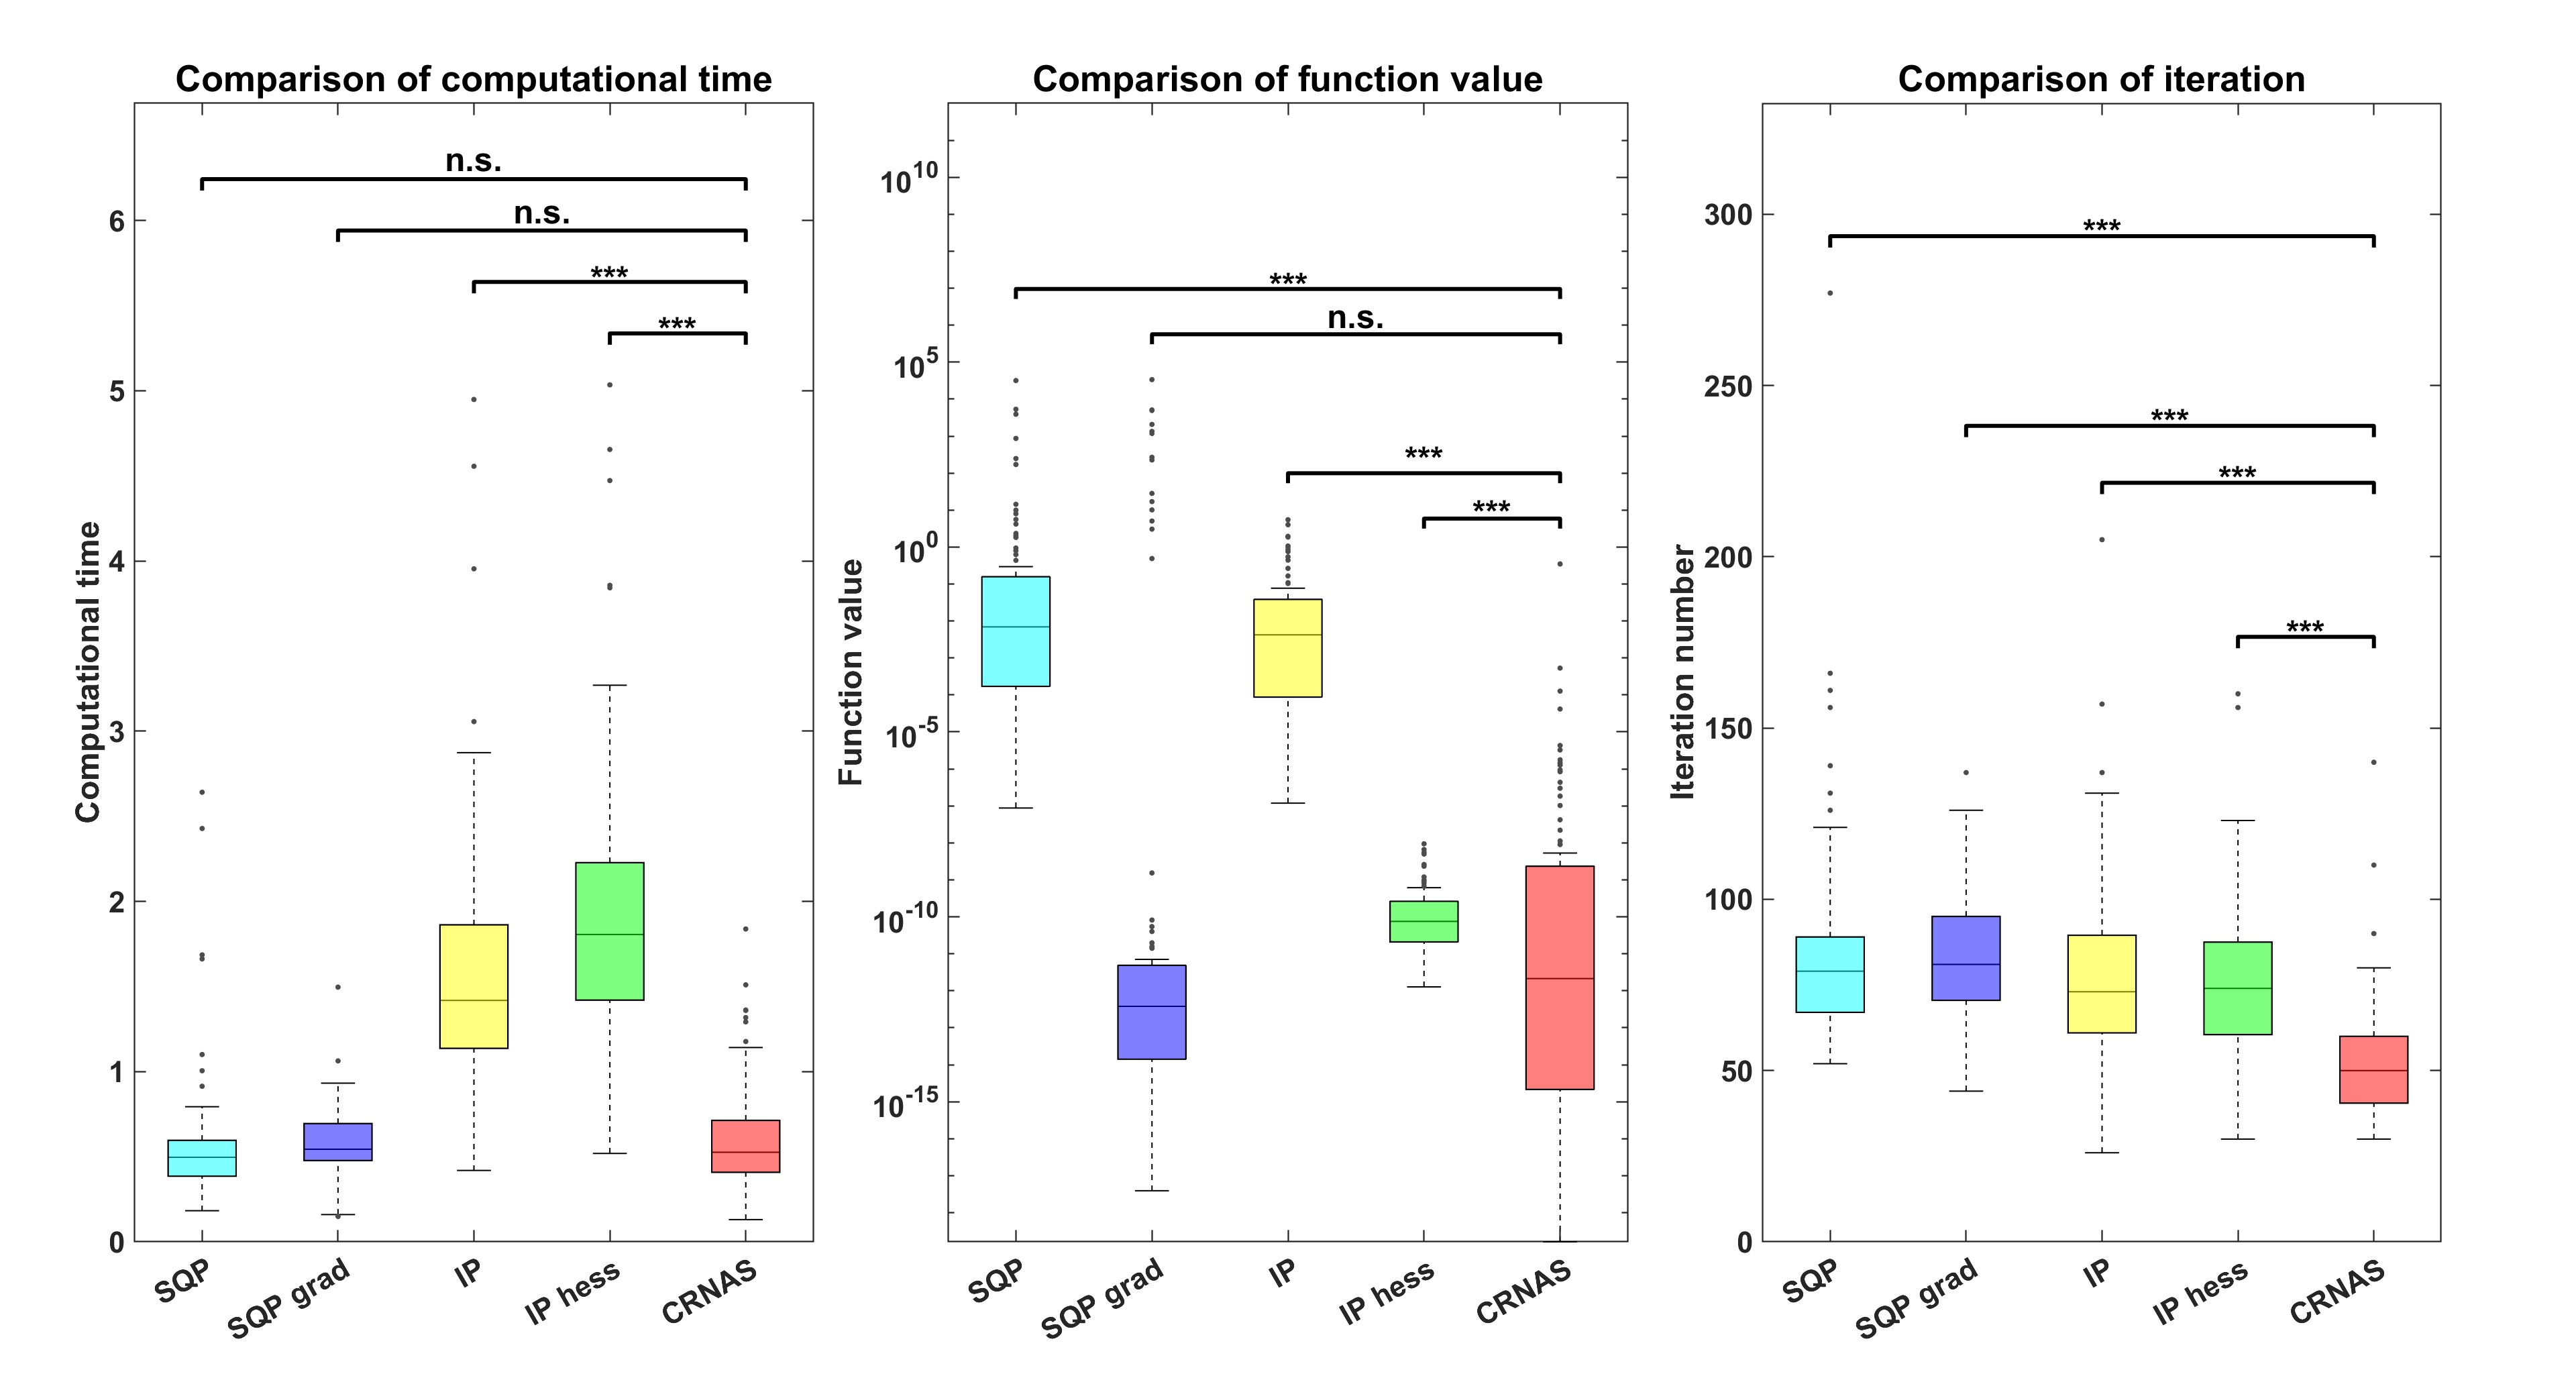 Comparison of computational time
Computational time
6
5
4
3
2
1
0
n.s.
n.s.
***
***
SQP
SQP grad
IP
IP hess
CRNAS
Comparison of function value
Function value
10^10
10^5
10^0
10^-5
10^-10
10^-15
***
n.s.
***
***
SQP
SQP grad
IP
IP hess
CRNAS
Comparison of iteration
Iteration number
300
250
200
150
100
50
0
***
***
***
***
SQP
SQP grad
IP
IP hess
CRNAS